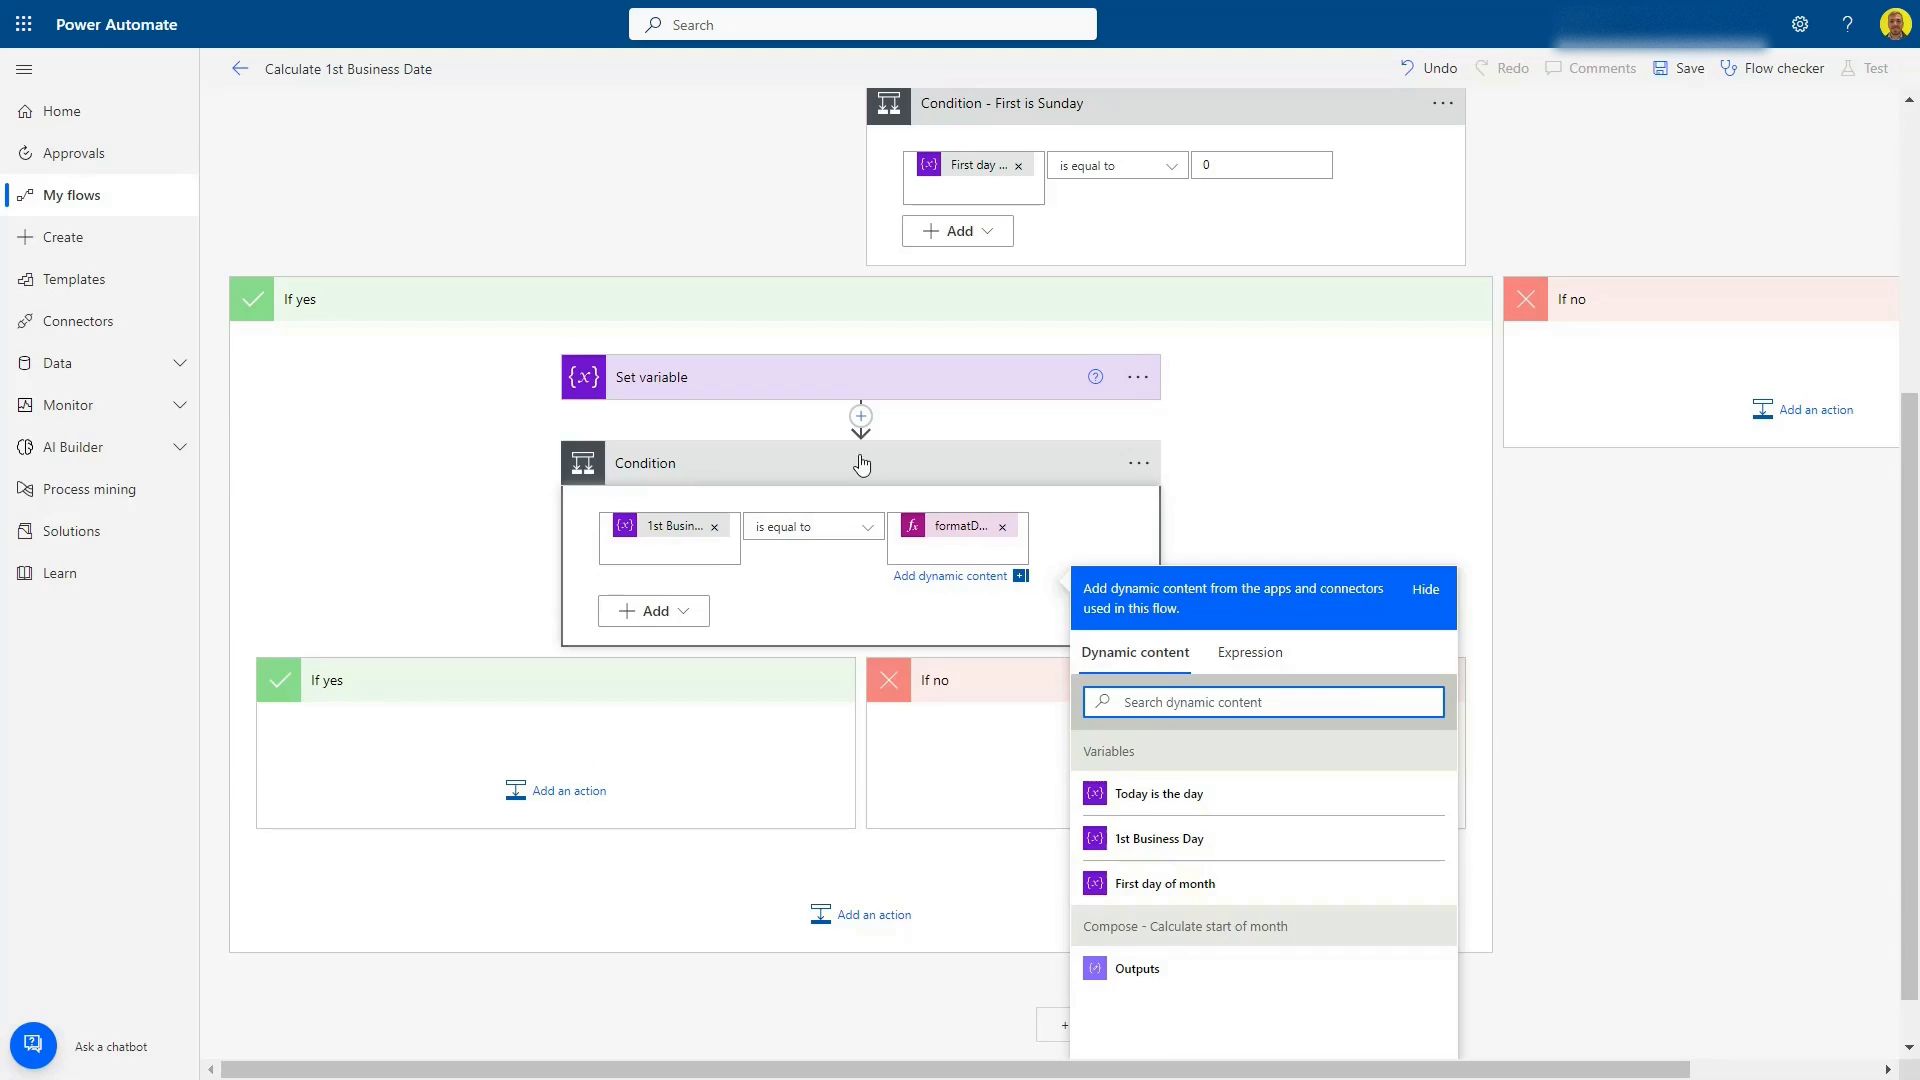 Power Automate
Search
?
Calculate 1st Business Date
Undo
Redo
Comments
Save
Flow checker
Test
Home
Approvals
My flows
Create
Templates
Connectors
Data
Monitor
AI Builder
Process mining
Solutions
Learn
Ask a chatbot
Condition - First is Sunday
{x} First day ... ×
is equal to
0
+ Add
If yes
If no
Add an action
{x} Set variable
?
Condition
{x} 1st Busin... ×
is equal to
fx formatD... ×
Add dynamic content
+ Add
If yes
Add an action
If no
Add an action
+
Add dynamic content from the apps and connectors
used in this flow.
Hide
Dynamic content
Expression
Search dynamic content
Variables
{x} Today is the day
{x} 1st Business Day
{x} First day of month
Compose - Calculate start of month
Outputs